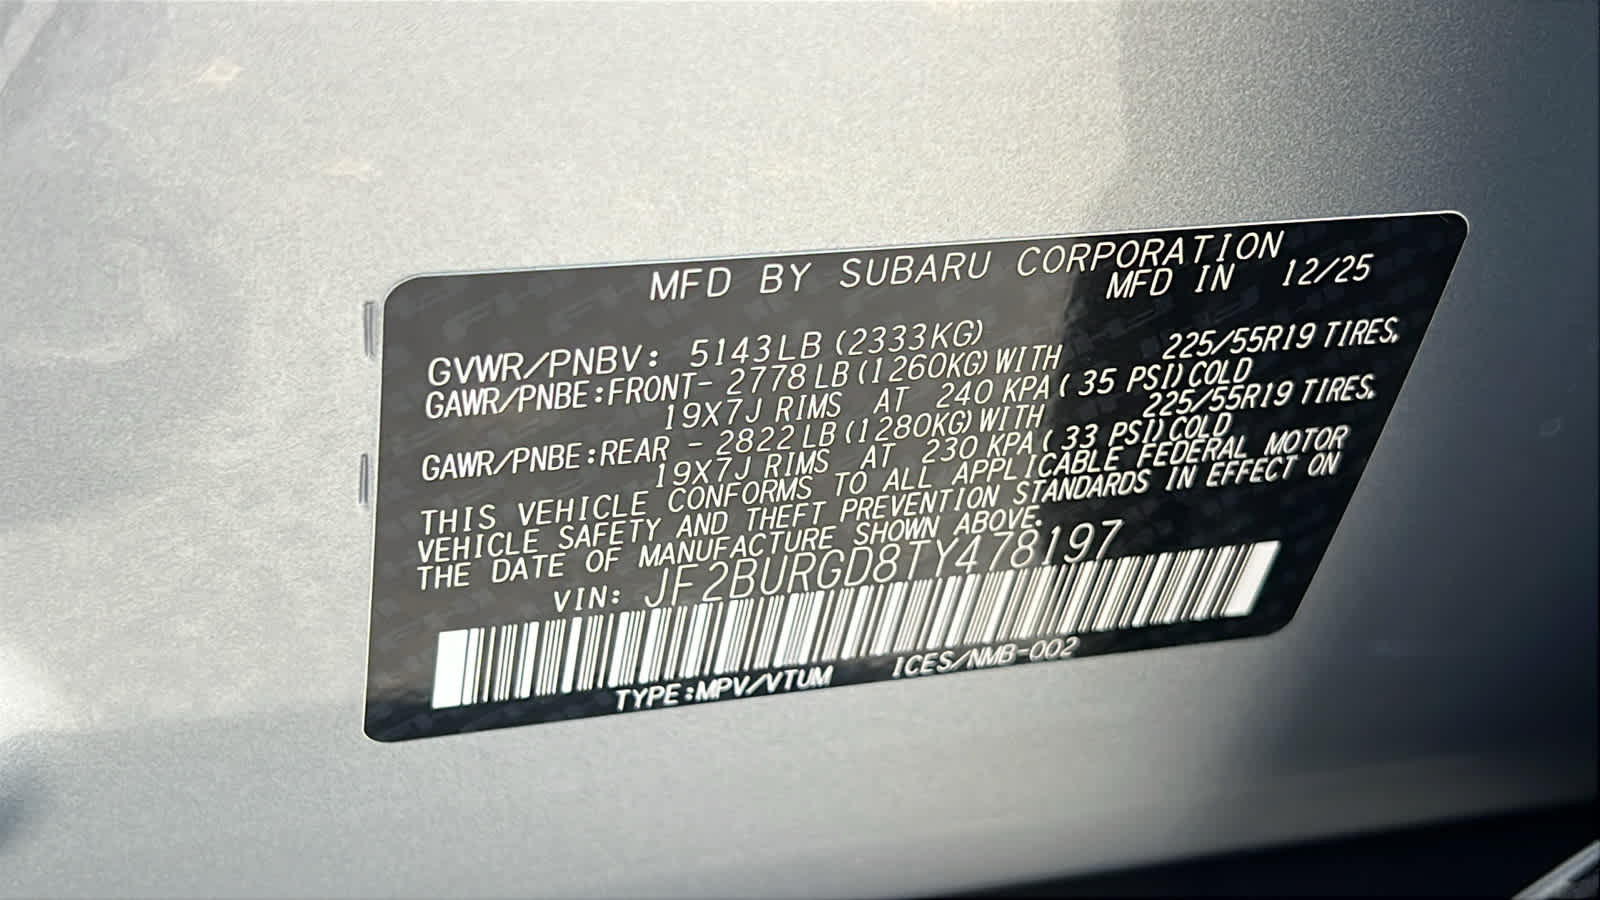 MFD BY SUBARU CORPORATION
MFD IN 12/25
GVWR/PNBV: 5143LB (2333KG)
GAWR/PNBE:FRONT- 2778LB(1260KG)WITH 225/55R19 TIRES,
19X7J RIMS AT 240 KPA( 35 PSI)COLD
GAWR/PNBE:REAR - 2822LB(1280KG)WITH 225/55R19 TIRES,
19X7J RIMS AT 230 KPA( 33 PSI)COLD
THIS VEHICLE CONFORMS TO ALL APPLICABLE FEDERAL MOTOR
VEHICLE SAFETY AND THEFT PREVENTION STANDARDS IN EFFECT ON
THE DATE OF MANUFACTURE SHOWN ABOVE.
VIN: JF2BURGD8TY478197
TYPE:MPV/VTUM ICES/NMB-002